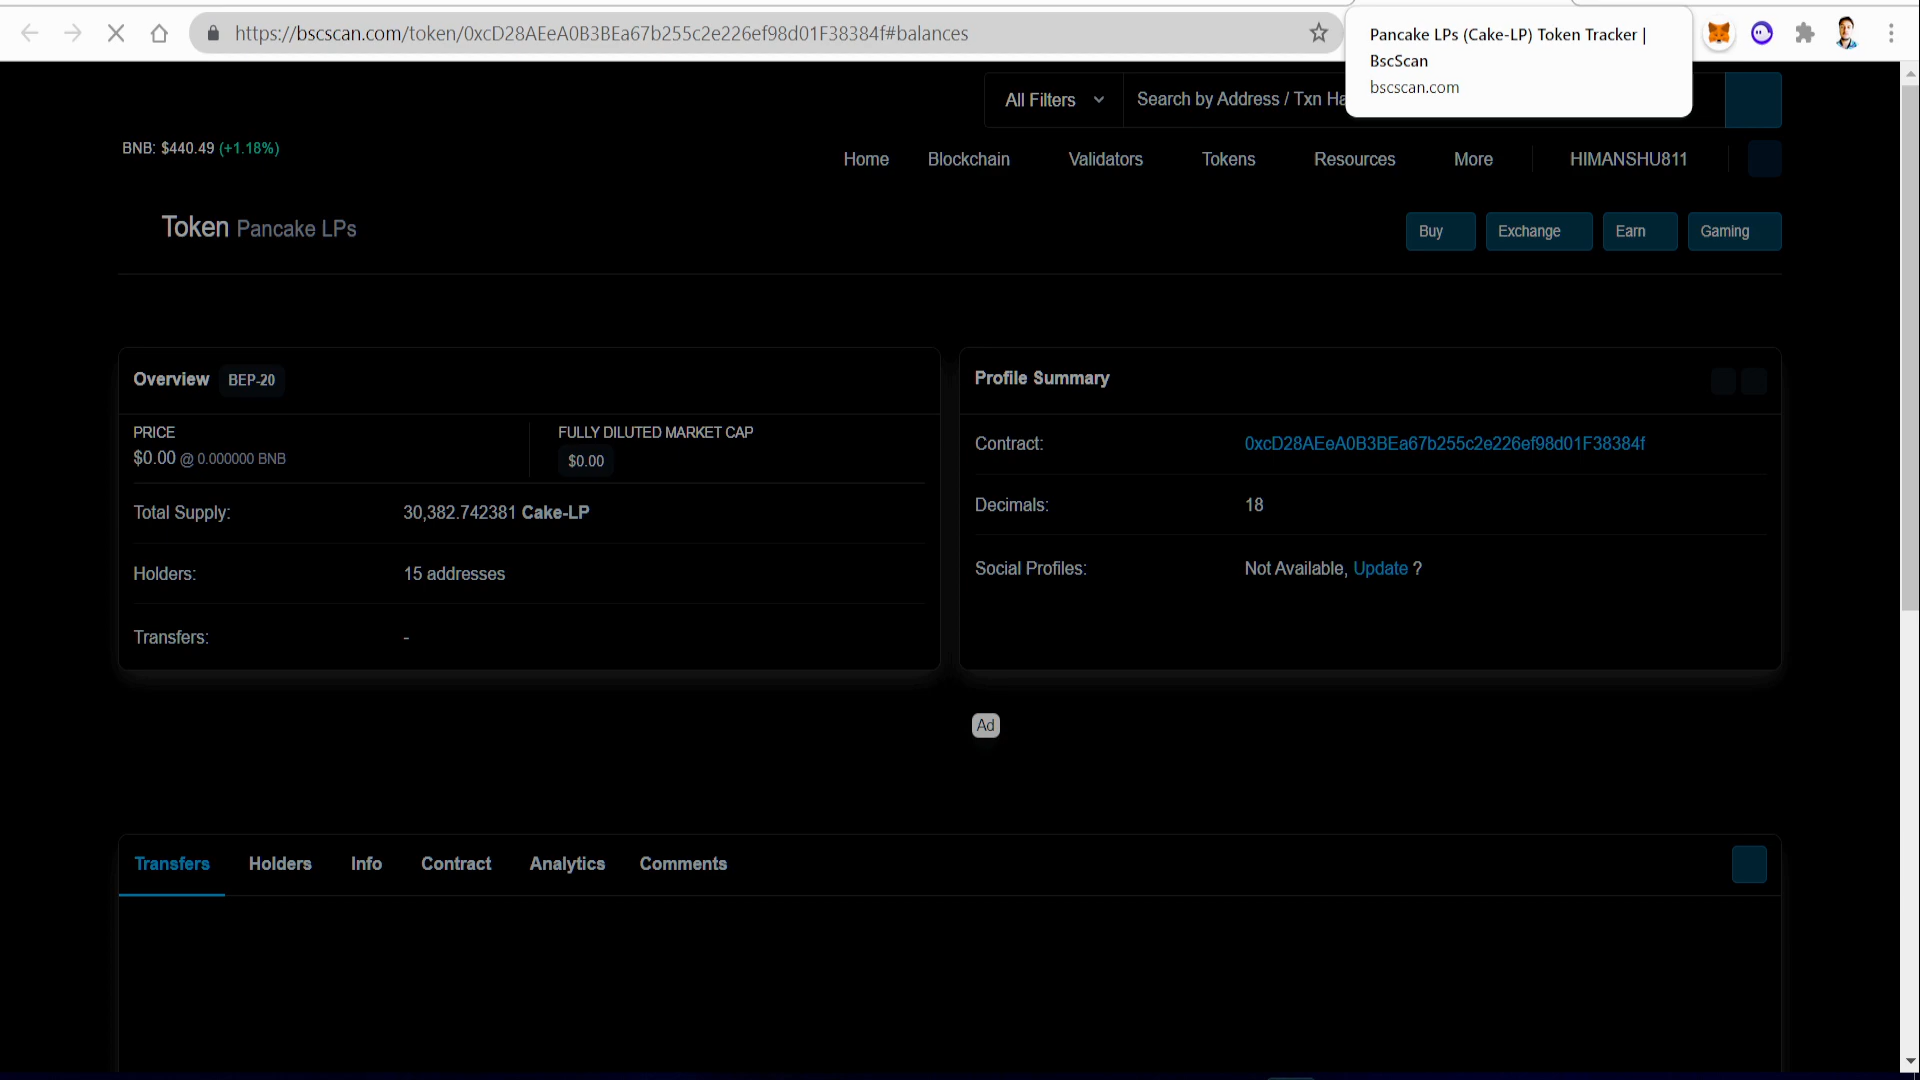 https://bscscan.com/token/0xcD28AEeA0B3BEa67b255c2e226ef98d01F38384f#balances
Pancake LPs (Cake-LP) Token Tracker |
BscScan
bscscan.com
All Filters
Search by Address / Txn Ha
BNB: $440.49 (+1.18%)
Home Blockchain Validators Tokens Resources More HIMANSHU811
Token Pancake LPs
Buy Exchange Earn Gaming
Overview BEP-20
PRICE
$0.00 @ 0.000000 BNB
FULLY DILUTED MARKET CAP
$0.00
Total Supply: 30,382.742381 Cake-LP
Holders: 15 addresses
Transfers: -
Profile Summary
Contract: 0xcD28AEeA0B3BEa67b255c2e226ef98d01F38384f
Decimals: 18
Social Profiles: Not Available, Update ?
Ad
Transfers Holders Info Contract Analytics Comments